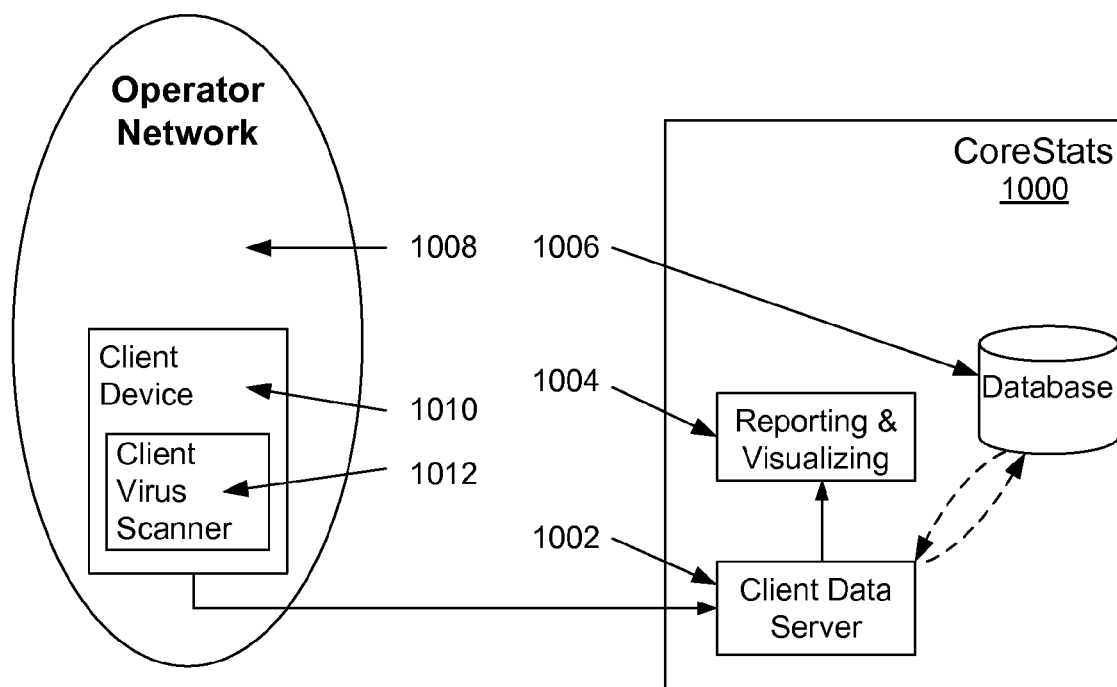 Operator
Network
CoreStats
1000
1008
1006
Client
Device
1010
Client
Virus
Scanner
1012
1004
Reporting &
Visualizing
Database
1002
Client Data
Server